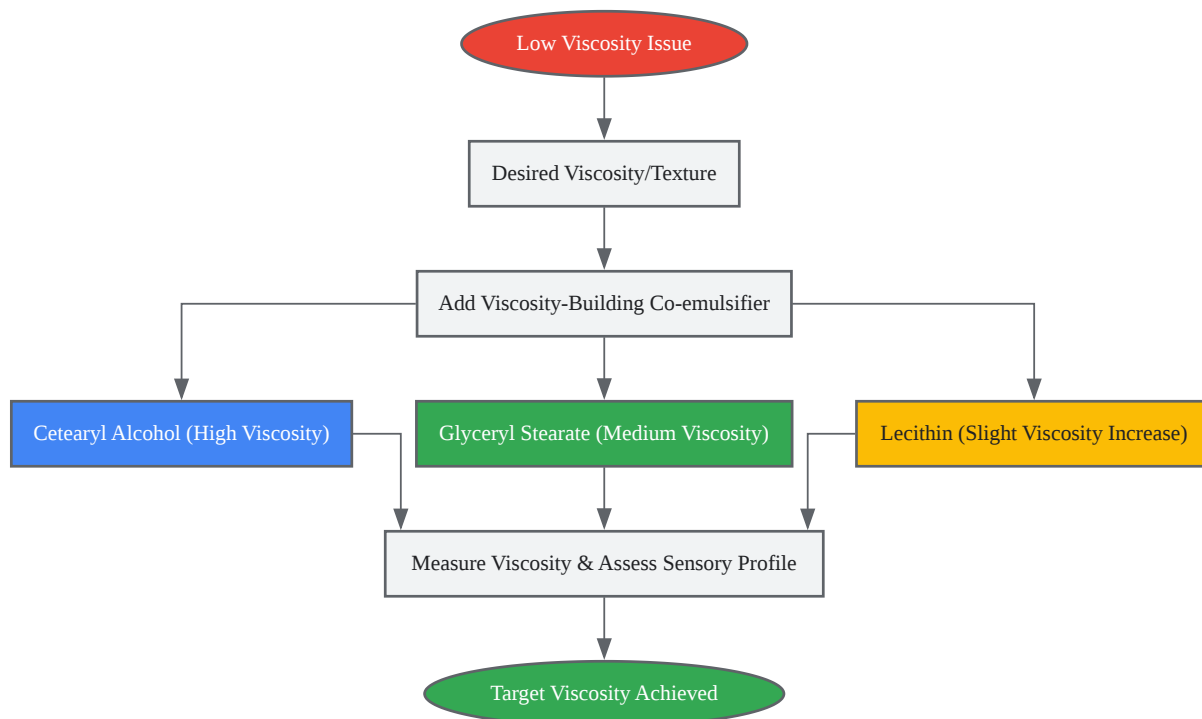 Low Viscosity Issue
Desired Viscosity/Texture
Add Viscosity-Building Co-emulsifier
Cetearyl Alcohol (High Viscosity)
Glyceryl Stearate (Medium Viscosity)
Lecithin (Slight Viscosity Increase)
Measure Viscosity & Assess Sensory Profile
Target Viscosity Achieved